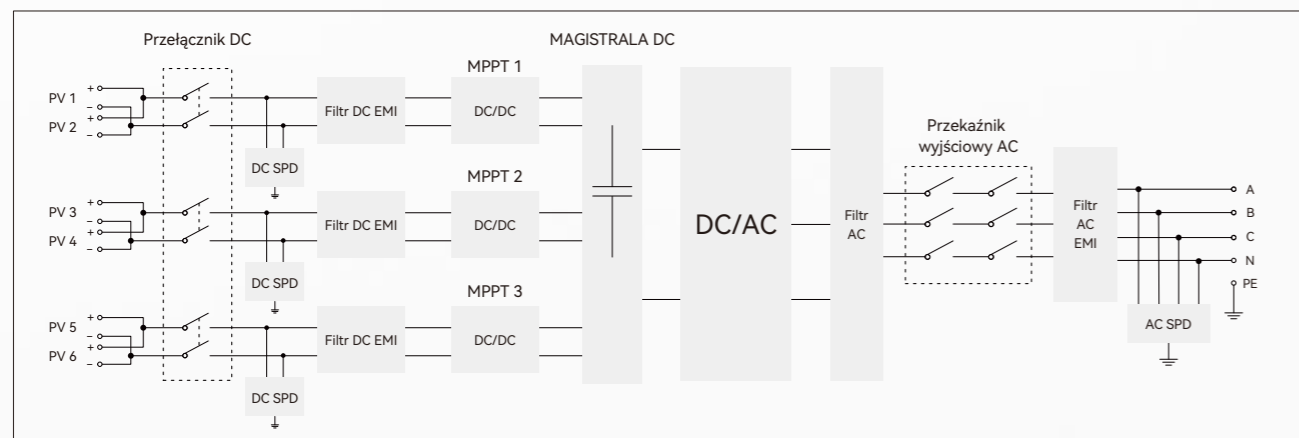 Przełącznik DC
MAGISTRALA DC
MPPT 1
PV 1
+
–
+
PV 2
–
Filtr DC EMI
DC/DC
DC SPD
Przekaźnik
wyjściowy AC
MPPT 2
PV 3
+
–
+
PV 4
–
Filtr DC EMI
DC/DC
DC SPD
DC/AC
Filtr
AC
Filtr
AC
EMI
A
B
C
N
PE
MPPT 3
PV 5
+
–
+
PV 6
–
Filtr DC EMI
DC/DC
DC SPD
AC SPD